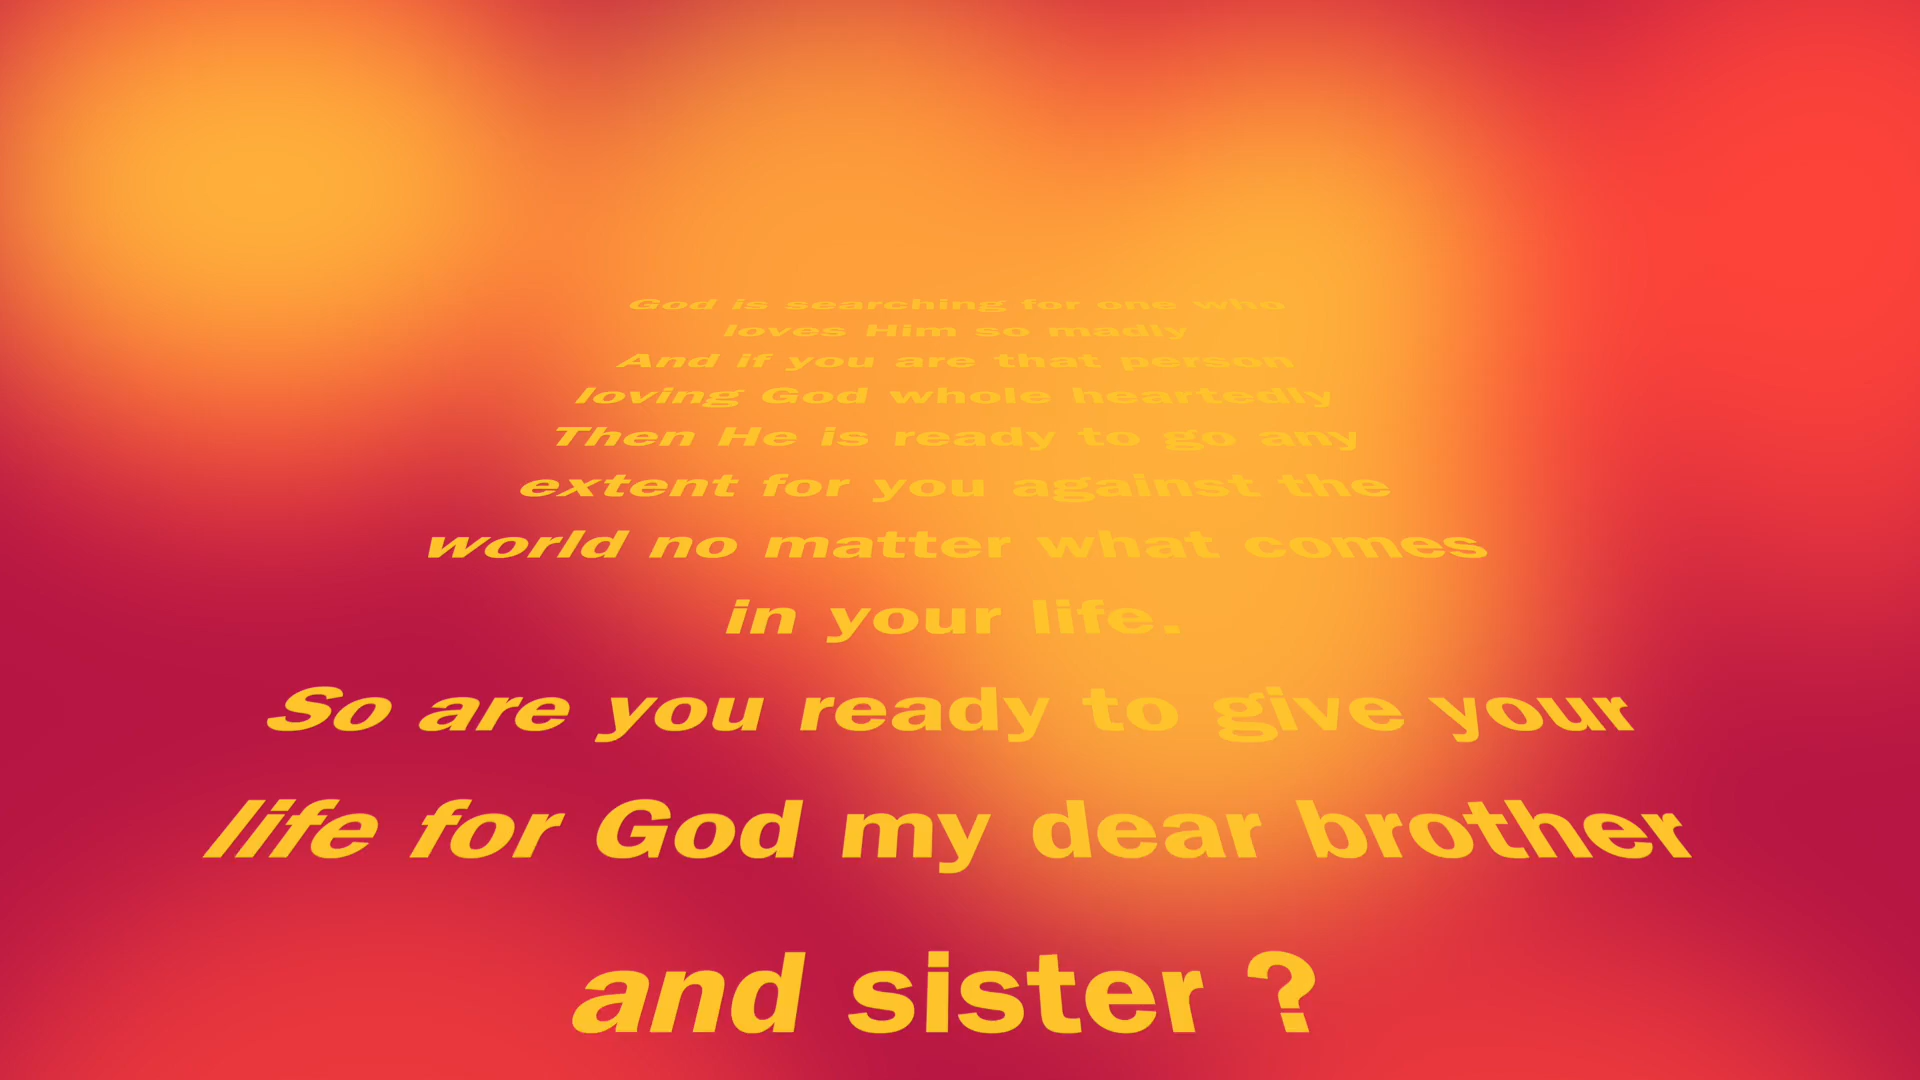 God is searching for one who
loves Him so madly
And if you are that person
loving God whole heartedly
Then He is ready to go any
extent for you against the
world no matter what comes
in your life.
So are you ready to give your
life for God my dear brother
and sister ?